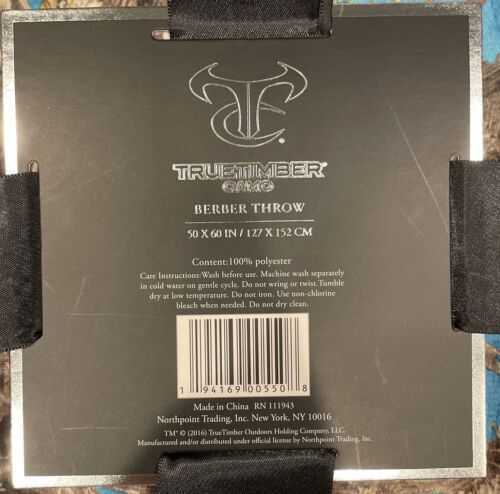 TRUETIMBER®
CAMO
BERBER THROW
50 X 60 IN / 127 X 152 CM
Content:100% polyester
Care Instructions:Wash before use. Machine wash separately
in cold water on gentle cycle. Do not wring or twist.Tumble
dry at low temperature. Do not iron. Use non-chlorine
bleach when needed. Do not dry clean.
1 94169 00550 8
Made in China RN 111943
Northpoint Trading, Inc. New York, NY 10016
TM® © (2016) TrueTimber Outdoors Holding Company, LLC.
Manufactured and/or distributed under official license by Northpoint Trading, Inc.